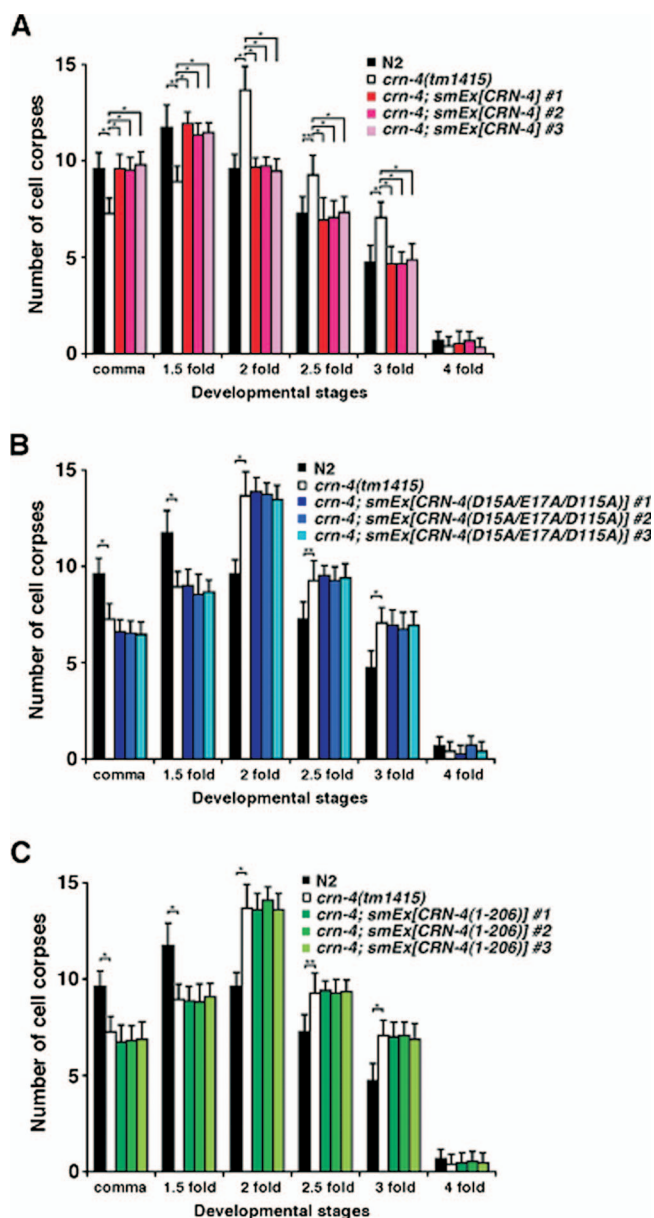 A
N2
crn-4(tm1415)
crn-4; smEx[CRN-4] #1
crn-4; smEx[CRN-4] #2
crn-4; smEx[CRN-4] #3
Number of cell corpses
15
10
5
0
* * * *
* * * *
* * * *
** * * *
* * * *
comma 1.5 fold 2 fold 2.5 fold 3 fold 4 fold
Developmental stages
B
N2
crn-4(tm1415)
crn-4; smEx[CRN-4(D15A/E17A/D115A)] #1
crn-4; smEx[CRN-4(D15A/E17A/D115A)] #2
crn-4; smEx[CRN-4(D15A/E17A/D115A)] #3
Number of cell corpses
15
10
5
0
* * * ** *
comma 1.5 fold 2 fold 2.5 fold 3 fold 4 fold
Developmental stages
C
N2
crn-4(tm1415)
crn-4; smEx[CRN-4(1-206)] #1
crn-4; smEx[CRN-4(1-206)] #2
crn-4; smEx[CRN-4(1-206)] #3
Number of cell corpses
15
10
5
0
* * * ** *
comma 1.5 fold 2 fold 2.5 fold 3 fold 4 fold
Developmental stages